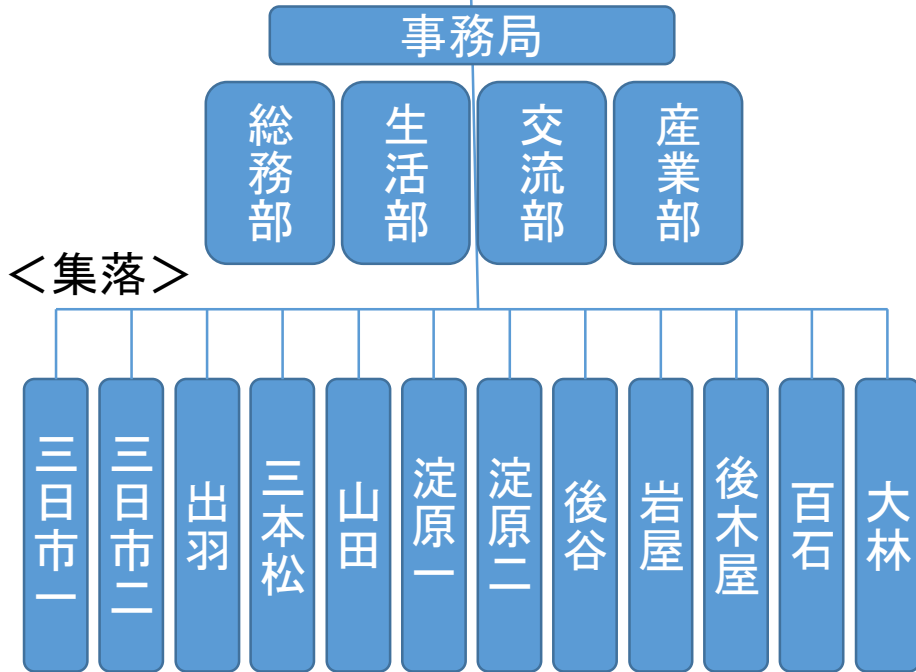 事務局
総務部
生活部
交流部
産業部
＜集落＞
三日市一
三日市二
出羽
三本松
山田
淀原一
淀原二
後谷
岩屋
後木屋
百石
大林